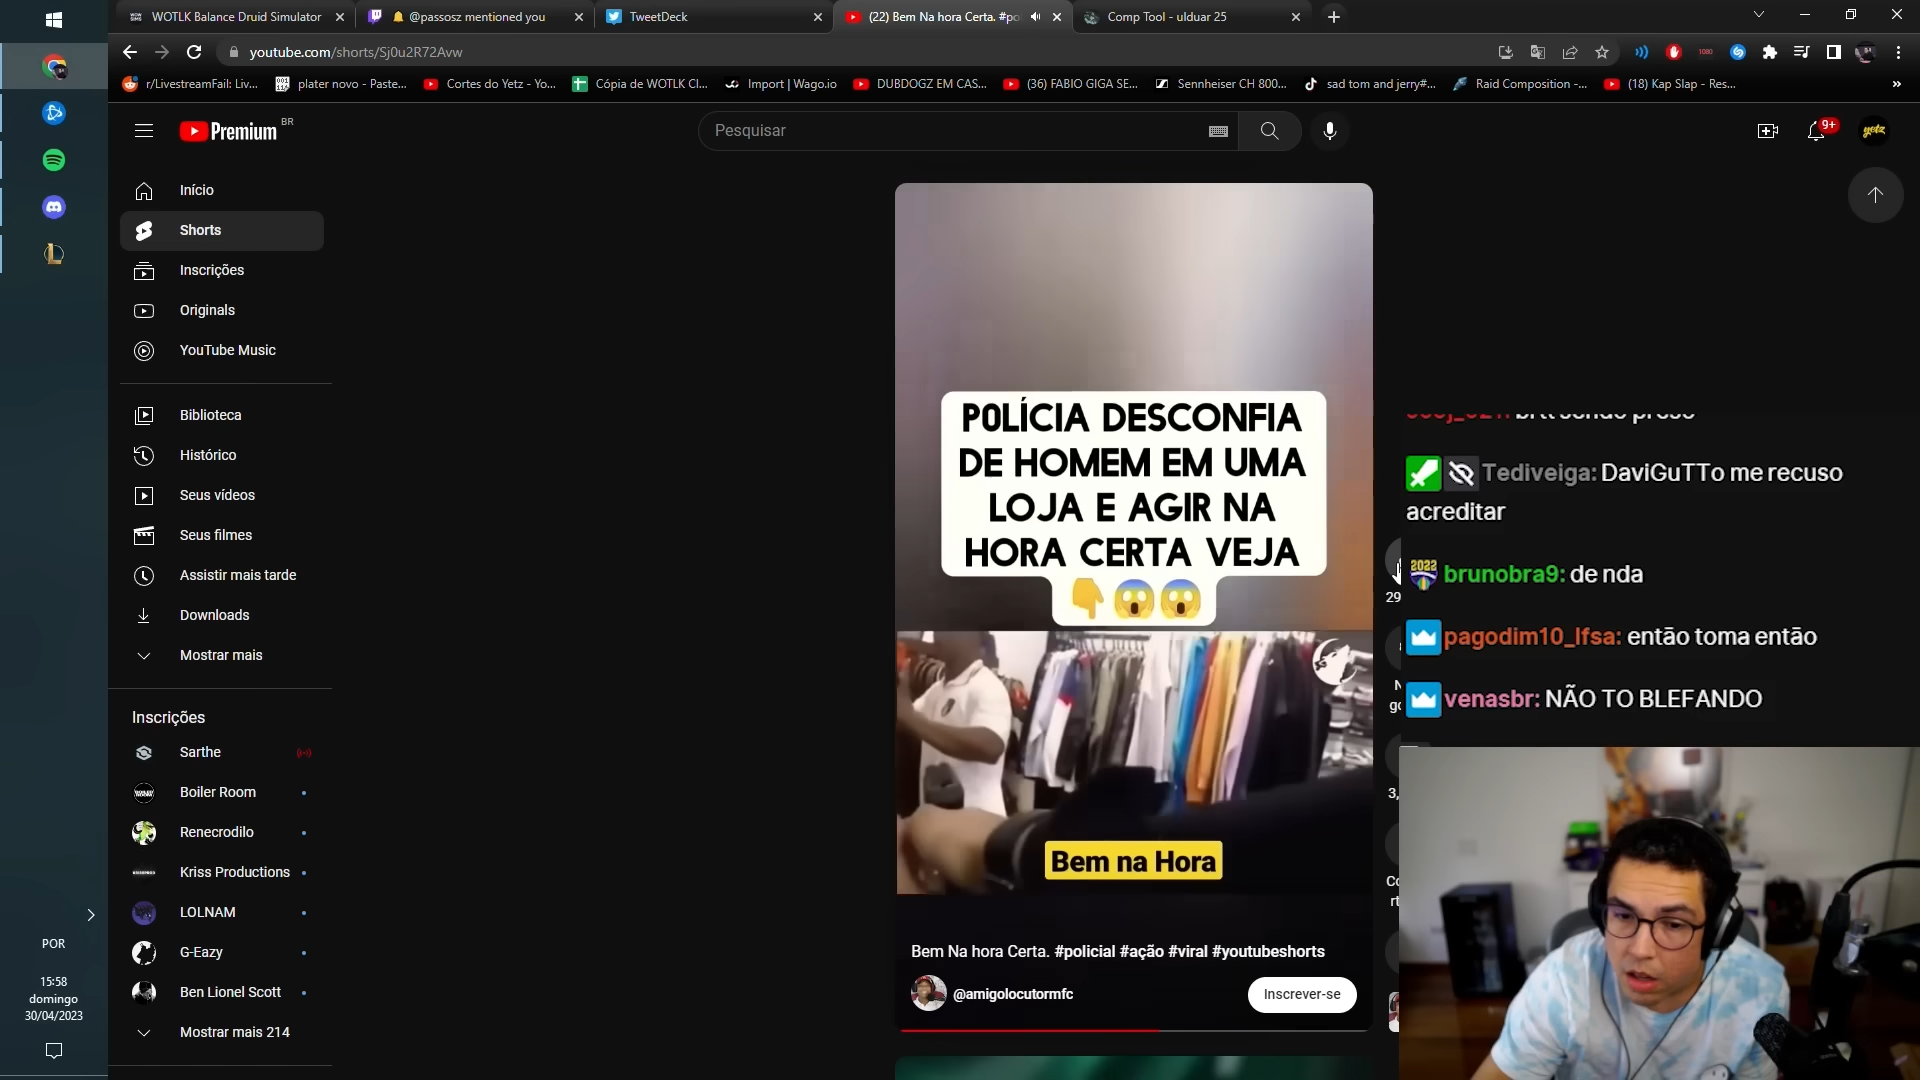 WOTLK Balance Druid Simulator
@passosz mentioned you
TweetDeck
(22) Bem Na hora Certa. #po
Comp Tool - ulduar 25
youtube.com/shorts/Sj0u2R72Avw
r/LivestreamFail: Liv...
plater novo - Paste...
Cortes do Yetz - Yo...
Cópia de WOTLK Cl...
Import | Wago.io
DUBDOGZ EM CAS...
(36) FABIO GIGA SE...
Sennheiser CH 800...
sad tom and jerry#...
Raid Composition -...
(18) Kap Slap - Res...
Premium BR
Pesquisar
9+
yetz
Início
Shorts
Inscrições
Originals
YouTube Music
Biblioteca
Histórico
Seus vídeos
Seus filmes
Assistir mais tarde
Downloads
Mostrar mais
Inscrições
Sarthe
Boiler Room
Renecrodilo
Kriss Productions
LOLNAM
G-Eazy
Ben Lionel Scott
Mostrar mais 214
POR
15:58
domingo
30/04/2023
POLÍCIA DESCONFIA
DE HOMEM EM UMA
LOJA E AGIR NA
HORA CERTA VEJA
Bem na Hora
Bem Na hora Certa. #policial #ação #viral #youtubeshorts
@amigolocutormfc
Inscrever-se
Tediveiga: DaviGuTTo me recuso
acreditar
2022
brunobra9: de nda
pagodim10_lfsa: então toma então
venasbr: NÃO TO BLEFANDO